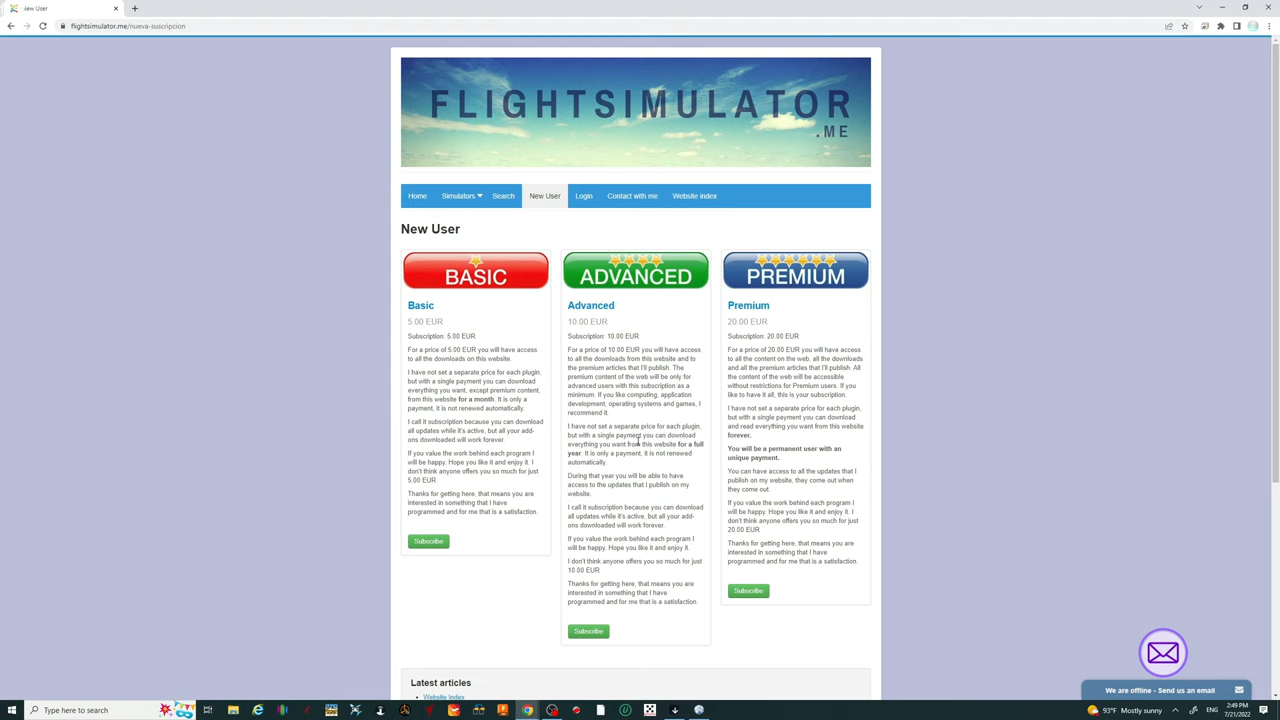 New User
flightsimulator.me/nueva-suscripcion
FLIGHTSIMULATOR
.ME
Home
Simulators
Search
New User
Login
Contact with me
Website index
New User
BASIC
Basic
5.00 EUR
Subscription: 5.00 EUR
For a price of 5.00 EUR you will have access
to all the downloads on this website.
I have not set a separate price for each plugin,
but with a single payment you can download
everything you want, except premium content,
from this website for a month. It is only a
payment, it is not renewed automatically.
I call it subscription because you can download
all updates while it's active, but all your add-
ons downloaded will work forever.
If you value the work behind each program I
will be happy. Hope you like it and enjoy it. I
don't think anyone offers you so much for just
5.00 EUR
Thanks for getting here, that means you are
interested in something that I have
programmed and for me that is a satisfaction.
Subscribe
ADVANCED
Advanced
10.00 EUR
Subscription: 10.00 EUR
For a price of 10.00 EUR you will have access
to all the downloads from this website and to
the premium articles that I'll publish. The
premium content of the web will be only for
advanced users with this subscription as a
minimum. If you like computing, application
development, operating systems and games, I
recommend it.
I have not set a separate price for each plugin,
but with a single payment you can download
everything you want from this website for a full
year. It is only a payment, it is not renewed
automatically.
During that year you will be able to have
access to the updates that I publish on my
website.
I call it subscription because you can download
all updates while it's active, but all your add-
ons downloaded will work forever.
If you value the work behind each program I
will be happy. Hope you like it and enjoy it.
I don't think anyone offers you so much for just
10.00 EUR
Thanks for getting here, that means you are
interested in something that I have
programmed and for me that is a satisfaction.
Subscribe
PREMIUM
Premium
20.00 EUR
Subscription: 20.00 EUR
For a price of 20.00 EUR you will have access
to all the content on the web, all the downloads
and all the premium articles that I'll publish. All
the content of the web will be accessible
without restrictions for Premium users. If you
like to have it all, this is your subscription.
I have not set a separate price for each plugin,
but with a single payment you can download
and read everything you want from this website
forever.
You will be a permanent user with an
unique payment.
You can have access to all the updates that I
publish on my website, they come out when
they come out.
If you value the work behind each program I
will be happy. Hope you like it and enjoy it. I
don't think anyone offers you so much for just
20.00 EUR
Thanks for getting here, that means you are
interested in something that I have
programmed and for me that is a satisfaction.
Subscribe
Latest articles
Website Index
We are offline - Send us an email
Type here to search
93°F Mostly sunny
ENG
2:49 PM
7/21/2022